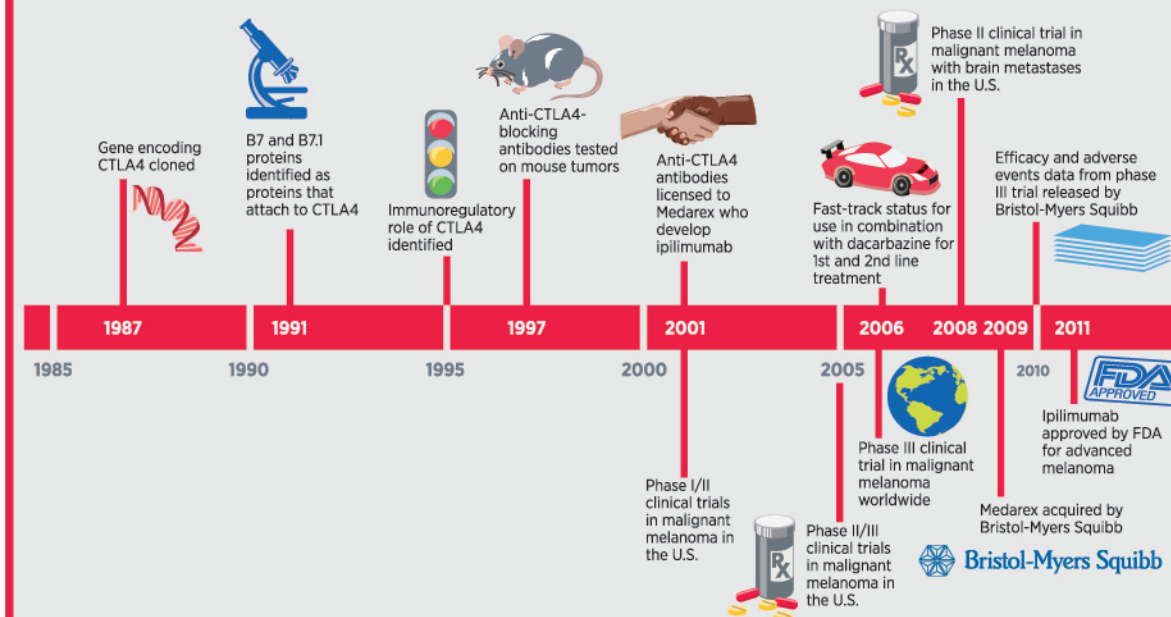 Gene encoding
CTLA4 cloned
B7 and B7.1
proteins
identified as
proteins that
attach to CTLA4
Immunoregulatory
role of CTLA4
identified
Anti-CTLA4-
blocking
antibodies tested
on mouse tumors
Anti-CTLA4
antibodies
licensed to
Medarex who
develop
ipilimumab
Fast-track status for
use in combination
with dacarbazine for
1st and 2nd line
treatment
RX
Phase II clinical trial in
malignant melanoma
with brain metastases
in the U.S.
Efficacy and adverse
events data from phase
III trial released by
Bristol-Myers Squibb
1987
1991
1997
2001
2006
2008
2009
2011
1985
1990
1995
2000
2005
2010
Phase I/II
clinical trials
in malignant
melanoma in
the U.S.
RX
Phase II/III
clinical trials
in malignant
melanoma in
the U.S.
Phase III clinical
trial in malignant
melanoma
worldwide
Medarex acquired by
Bristol-Myers Squibb
Bristol-Myers Squibb
FDA
APPROVED
Ipilimumab
approved by FDA
for advanced
melanoma